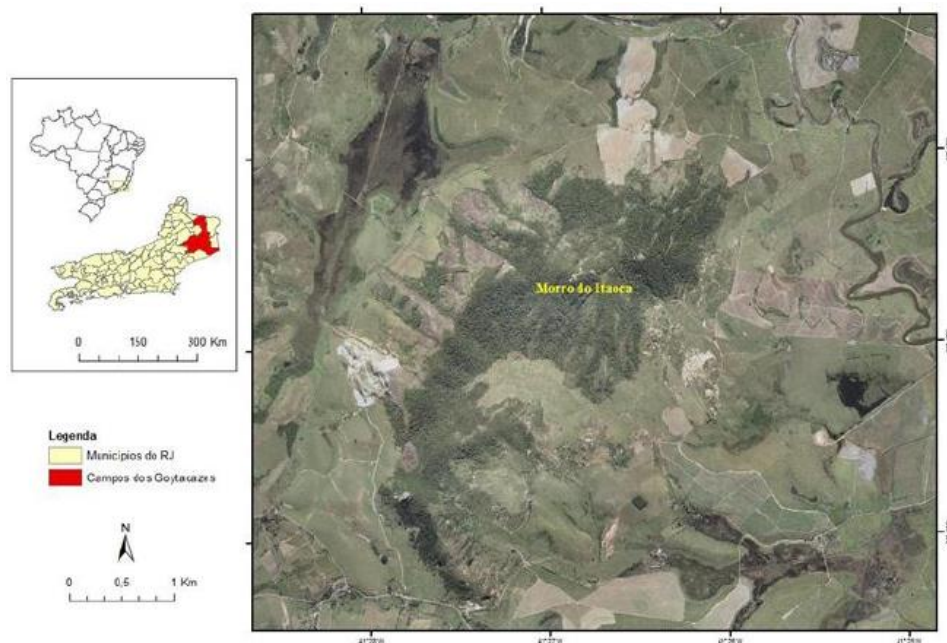 Morro do Itaoca
0 150 300 Km
Legenda
Municípios do RJ
Campos dos Goytacazes
N
0 0,5 1 Km